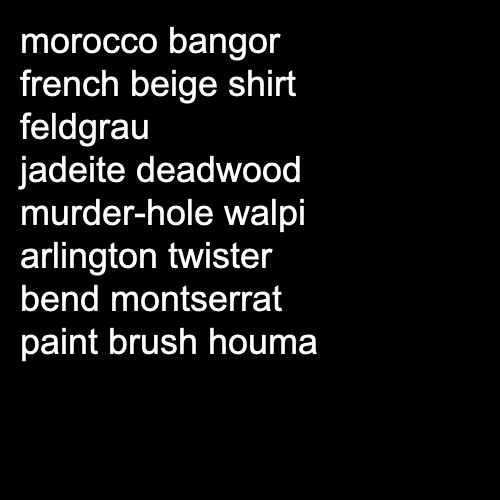 morocco bangor
french beige shirt
feldgrau
jadeite deadwood
murder-hole walpi
arlington twister
bend montserrat
paint brush houma